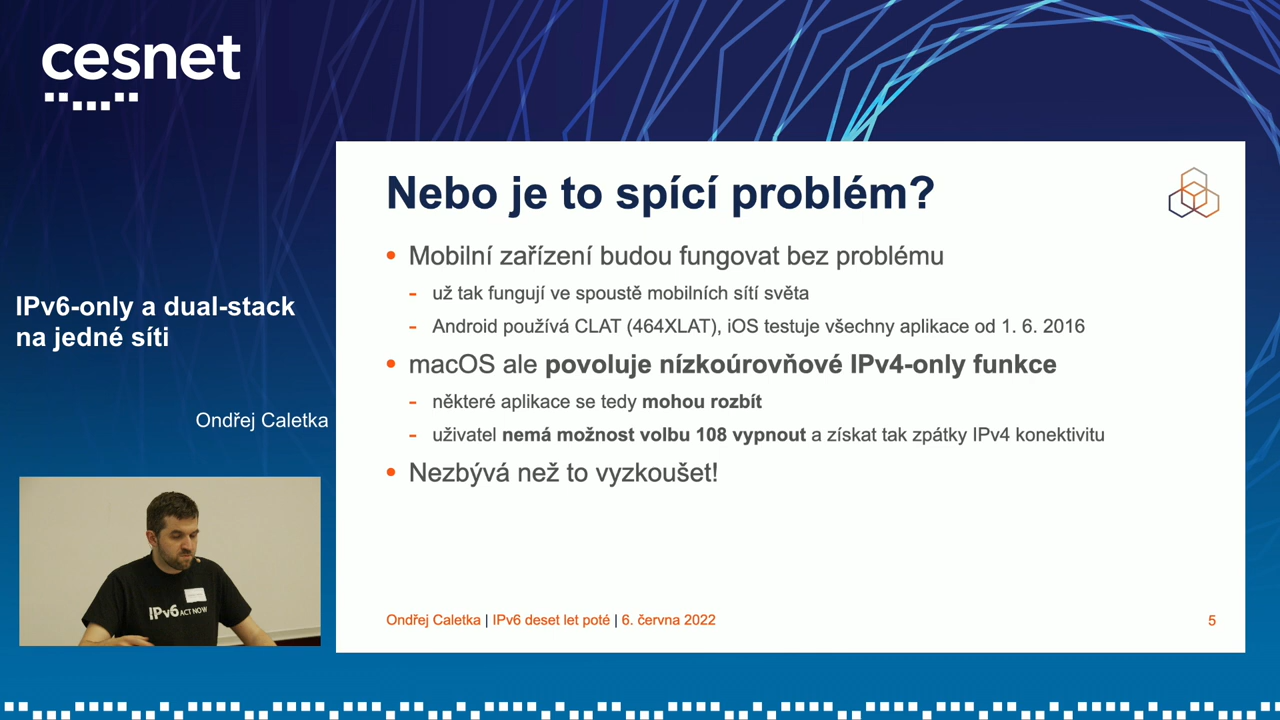 cesnet
IPv6-only a dual-stack
na jedné síti
Ondřej Caletka
IPv6 ACT NOW
Nebo je to spící problém?
• Mobilní zařízení budou fungovat bez problému
- už tak fungují ve spoustě mobilních sítí světa
- Android používá CLAT (464XLAT), iOS testuje všechny aplikace od 1. 6. 2016
• macOS ale povoluje nízkoúrovňové IPv4-only funkce
- některé aplikace se tedy mohou rozbít
- uživatel nemá možnost volbu 108 vypnout a získat tak zpátky IPv4 konektivitu
• Nezbývá než to vyzkoušet!
Ondřej Caletka | IPv6 deset let poté | 6. června 2022
5